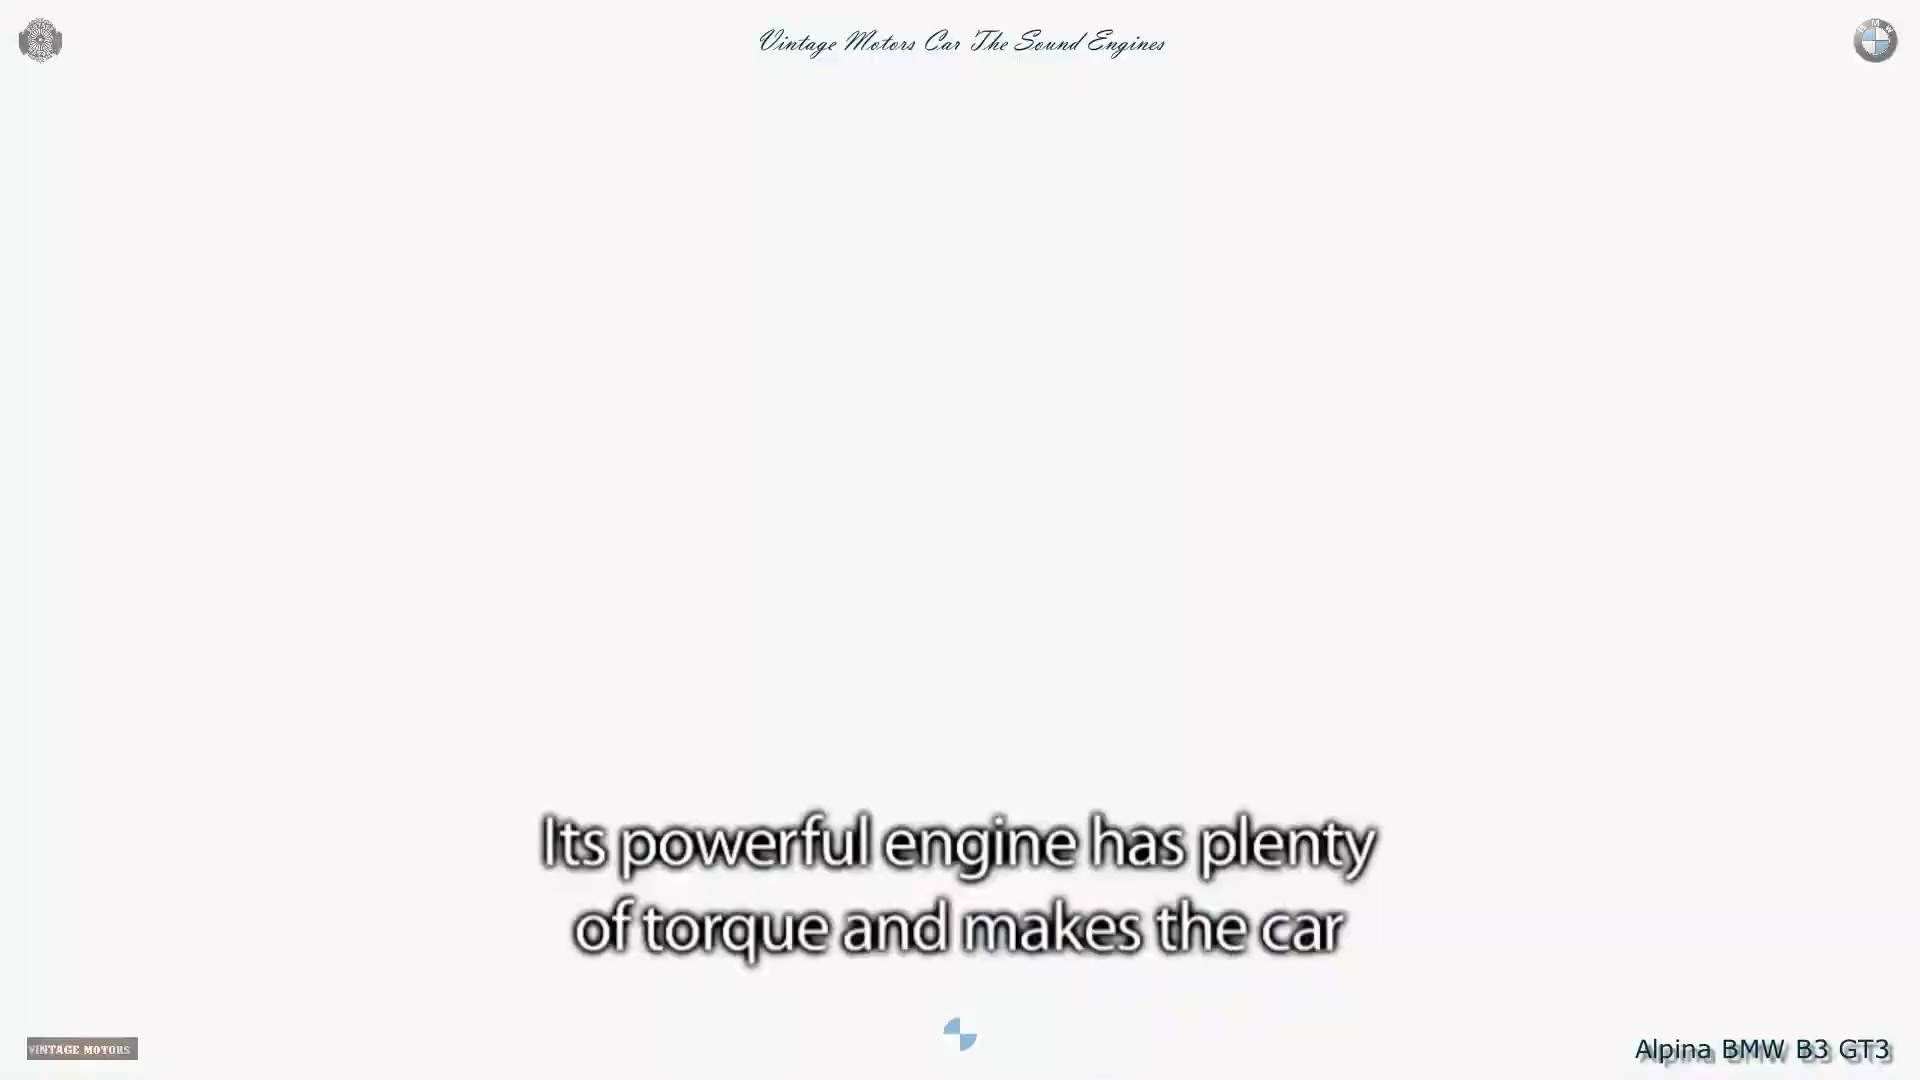 Vintage Motors Car The Sound Engines
BMW
Its powerful engine has plenty
of torque and makes the car
VINTAGE MOTORS
Alpina BMW B3 GT3